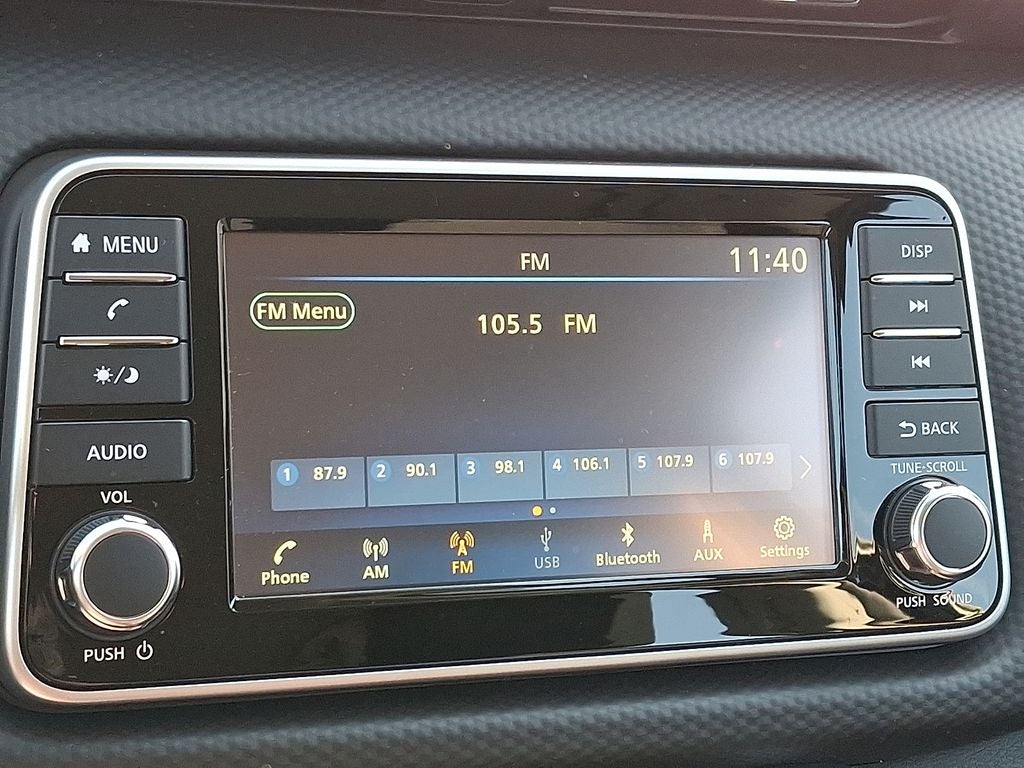 MENU
AUDIO
VOL
PUSH
FM
11:40
FM Menu
105.5 FM
1 87.9
2 90.1
3 98.1
4 106.1
5 107.9
6 107.9
Phone
AM
FM
USB
Bluetooth
AUX
Settings
DISP
BACK
TUNE-SCROLL
PUSH SOUND